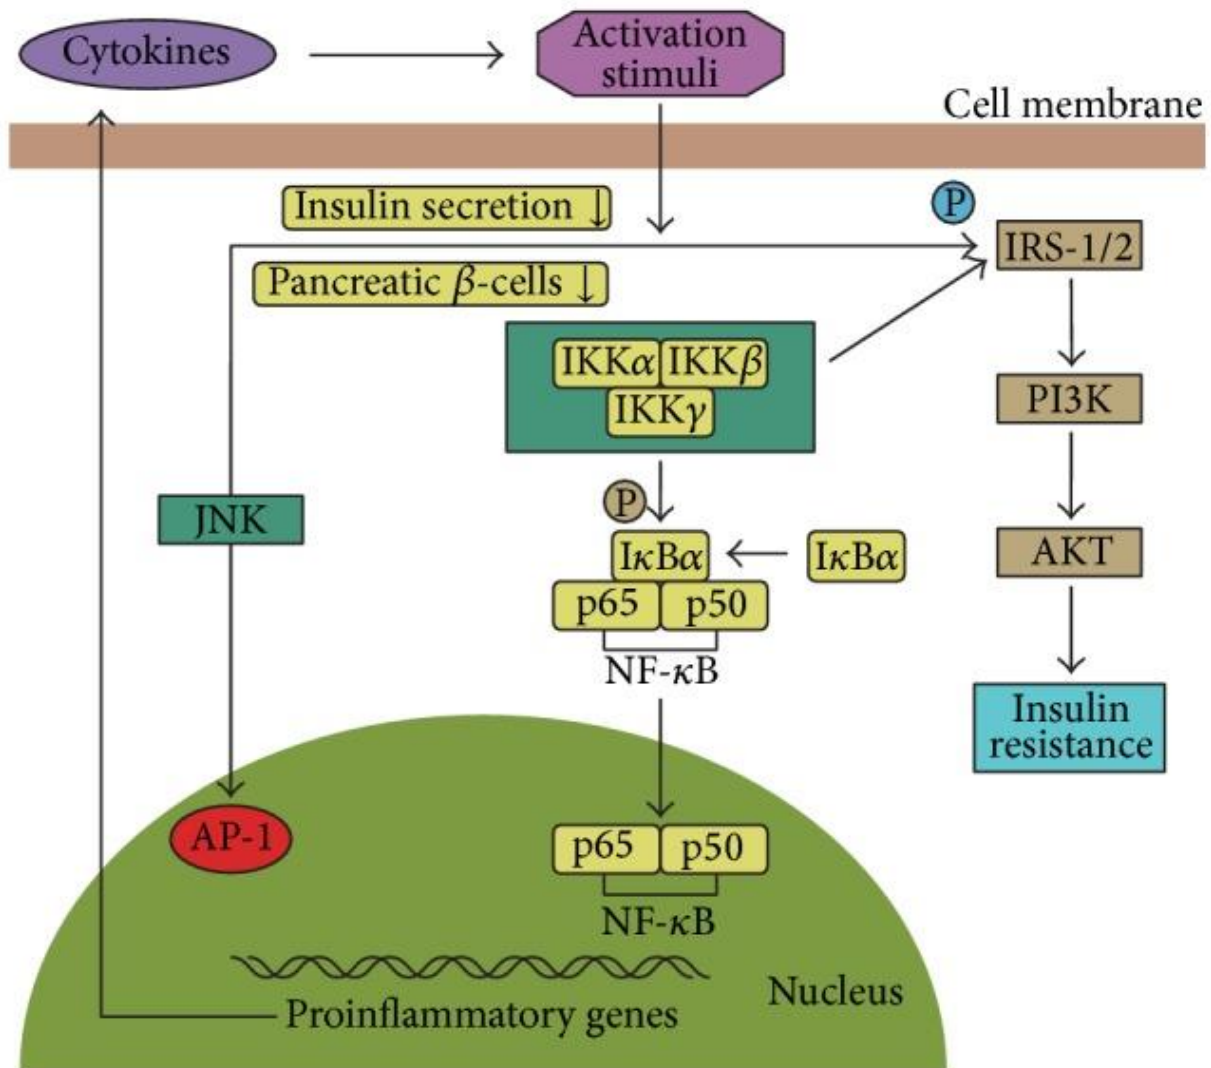 Cytokines
Activation
stimuli
Cell membrane
Insulin secretion ↓
P
IRS-1/2
Pancreatic β-cells ↓
IKKα IKKβ
IKKγ
PI3K
P
JNK
IκBα
IκBα
AKT
p65 p50
NF-κB
Insulin
resistance
AP-1
p65 p50
NF-κB
Nucleus
Proinflammatory genes